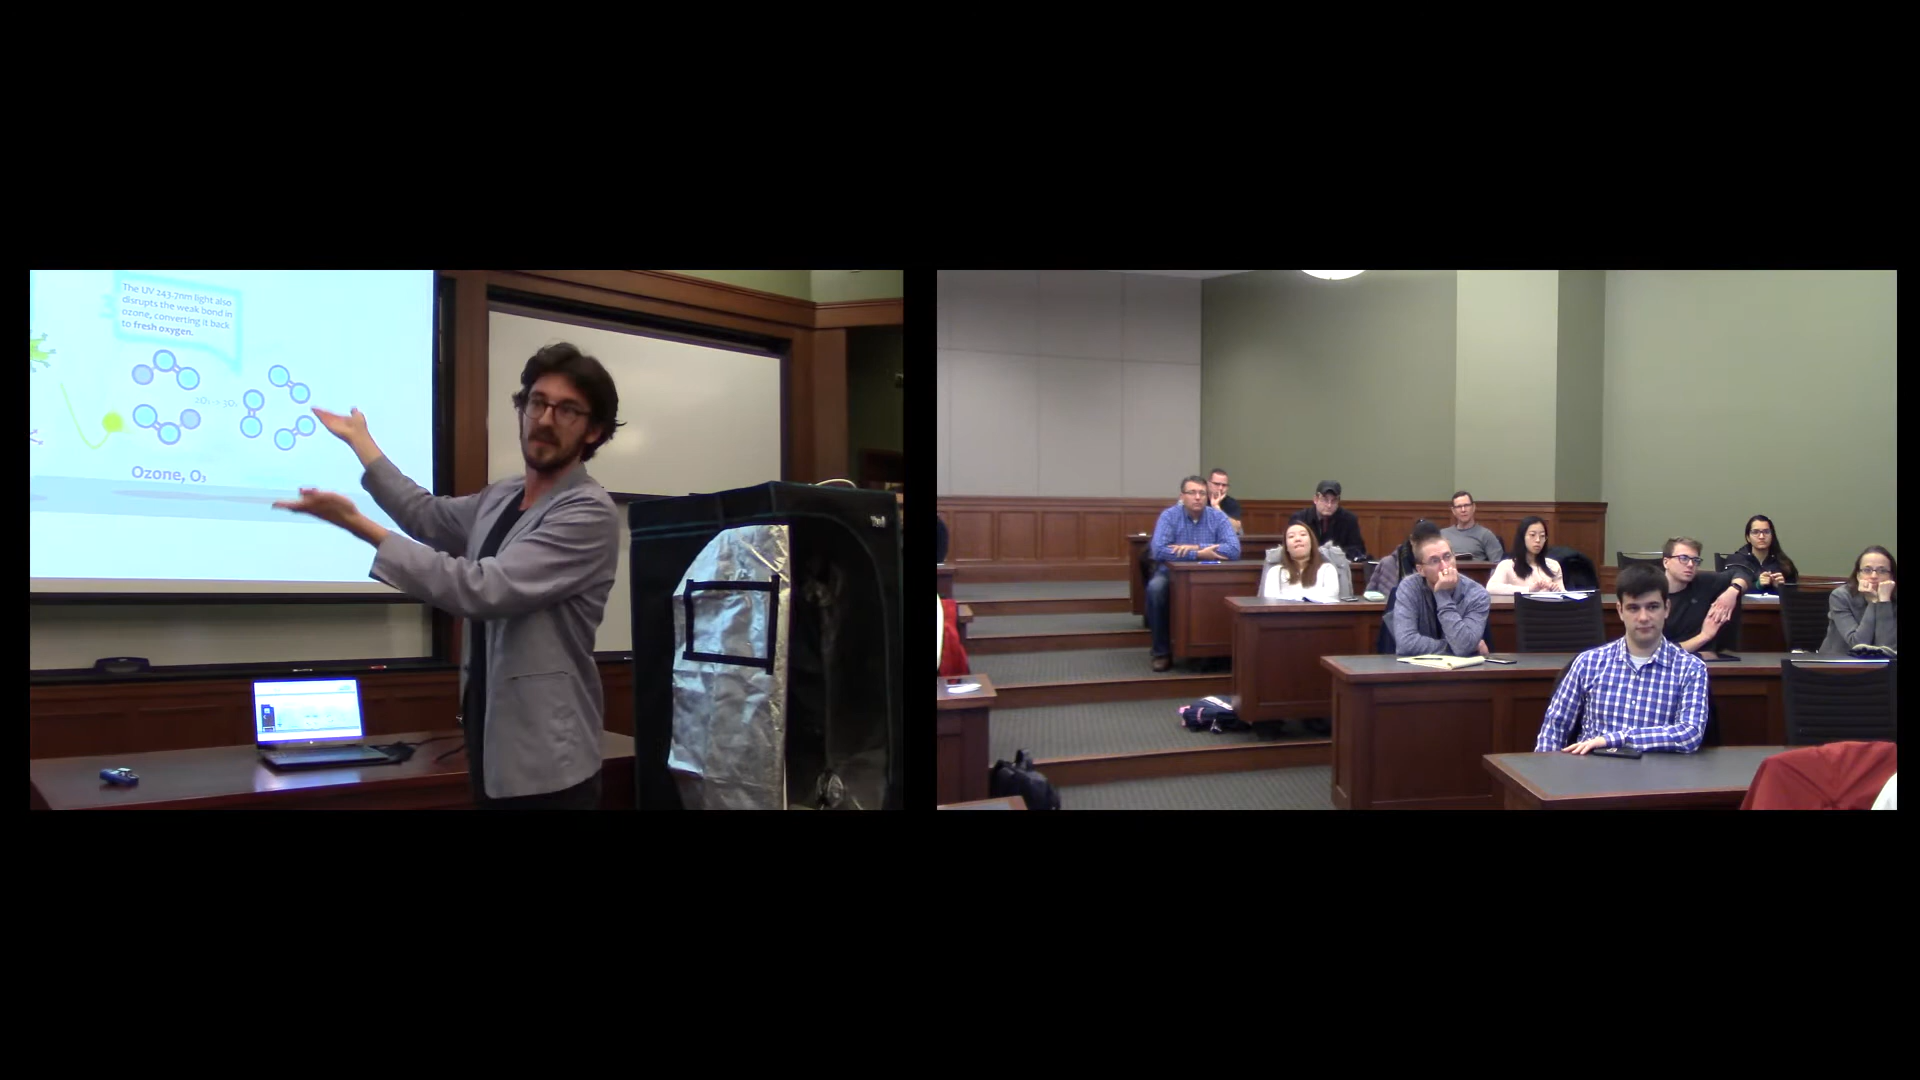 The UV 243.7nm light also
disrupts the weak bond in
ozone, converting it back
to fresh oxygen.
Ozone, O₃